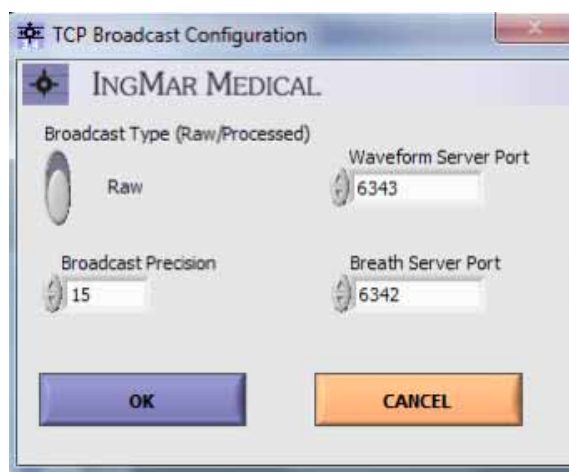 TCP Broadcast Configuration
INGMAR MEDICAL
Broadcast Type (Raw/Processed)
Raw
Waveform Server Port
6343
Broadcast Precision
15
Breath Server Port
6342
OK
CANCEL